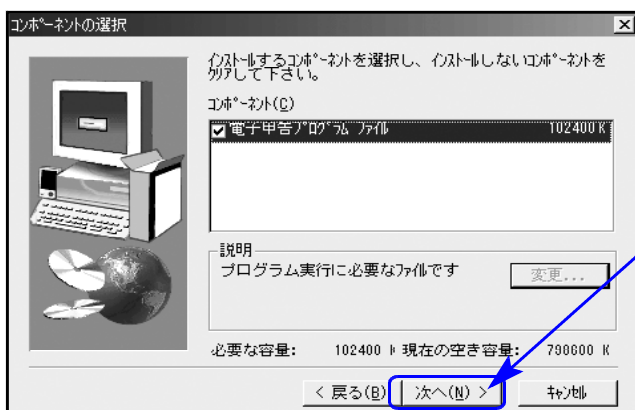 コンポーネントの選択
インストールするコンポーネントを選択し、インストールしないコンポーネントを
クリアして下さい。
コンポーネント(C)
電子申告プログラム ファイル 102400 K
説明
プログラム実行に必要なファイルです
変更...
必要な容量: 102400 K 現在の空き容量: 790600 K
< 戻る(B) 次へ(N) > キャンセル